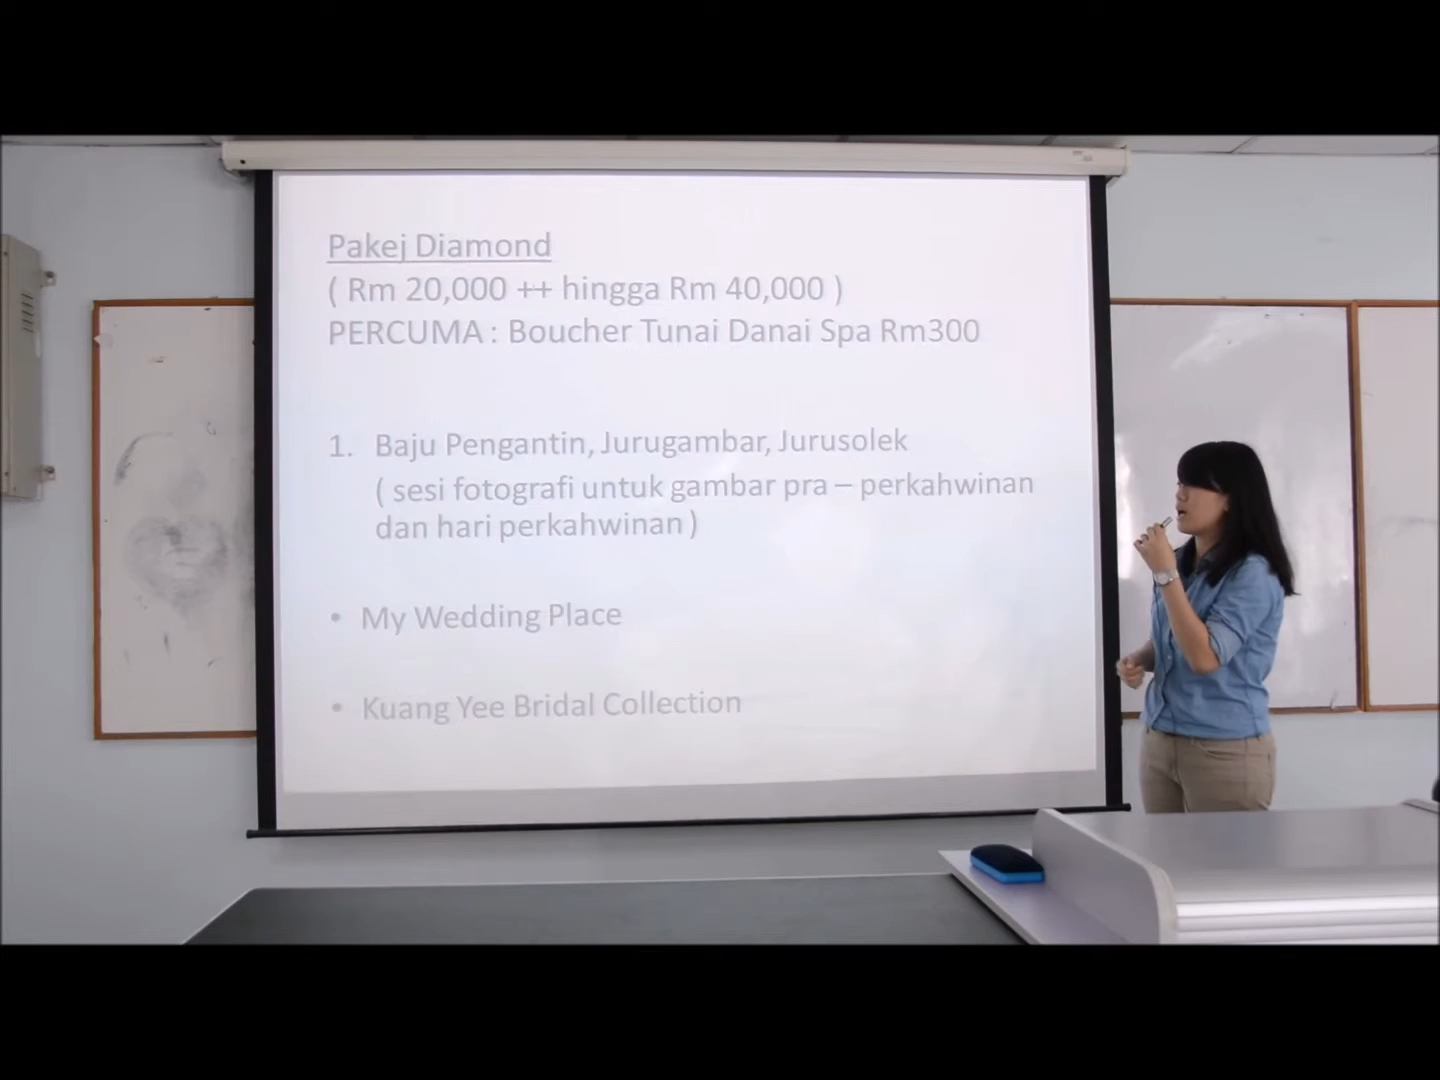 Pakej Diamond
( Rm 20,000 ++ hingga Rm 40,000 )
PERCUMA : Boucher Tunai Danai Spa Rm300
1. Baju Pengantin, Jurugambar, Jurusolek
( sesi fotografi untuk gambar pra – perkahwinan
dan hari perkahwinan )
• My Wedding Place
• Kuang Yee Bridal Collection